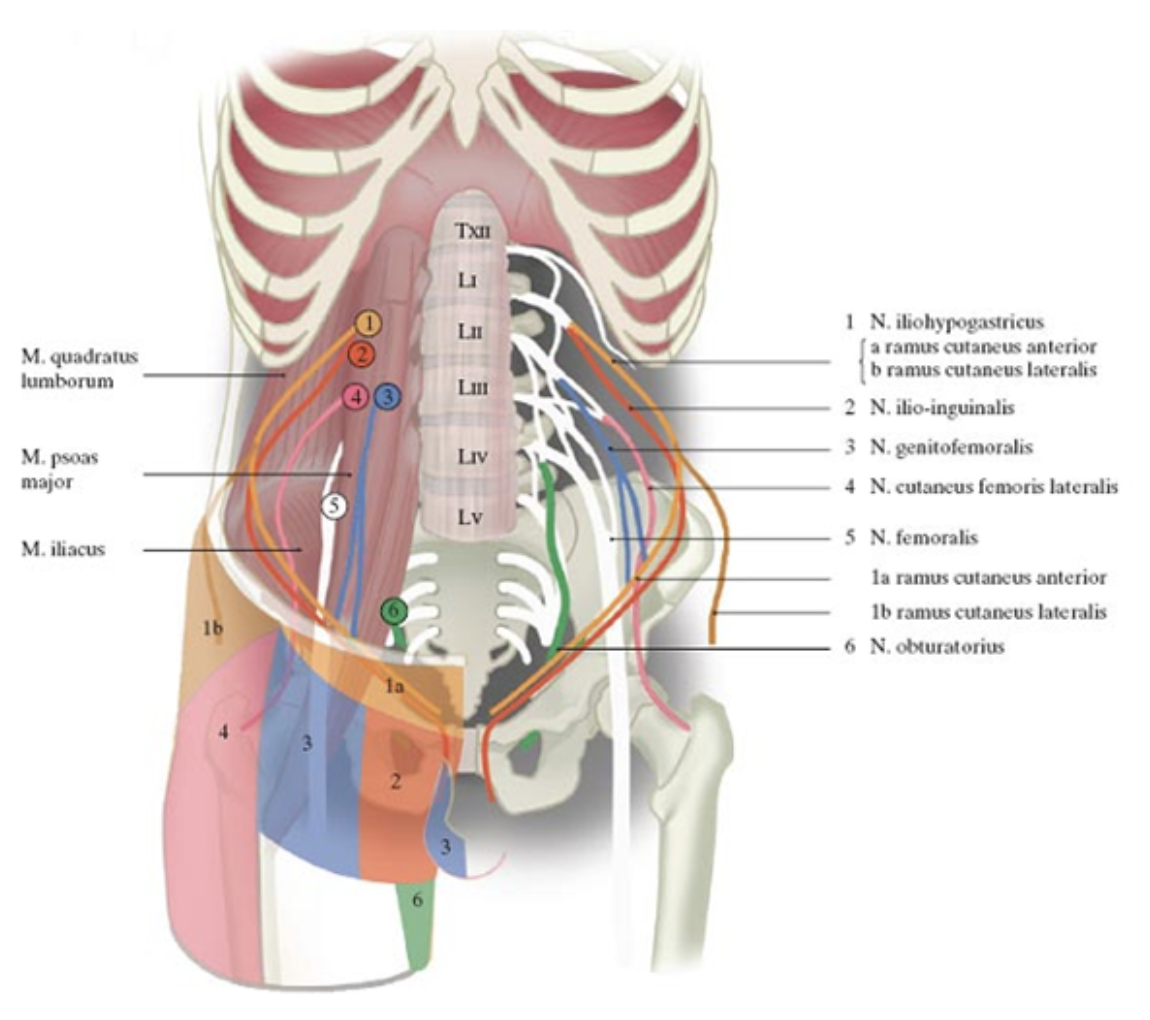 TXII
LI
LII
LIII
LIV
LV
1
2
4
3
5
6
M. quadratus
lumborum
M. psoas
major
M. iliacus
1b
1a
4
3
2
3
6
1 N. iliohypogastricus
a ramus cutaneus anterior
b ramus cutaneus lateralis
2 N. ilio-inguinalis
3 N. genitofemoralis
4 N. cutaneus femoris lateralis
5 N. femoralis
1a ramus cutaneus anterior
1b ramus cutaneus lateralis
6 N. obturatorius